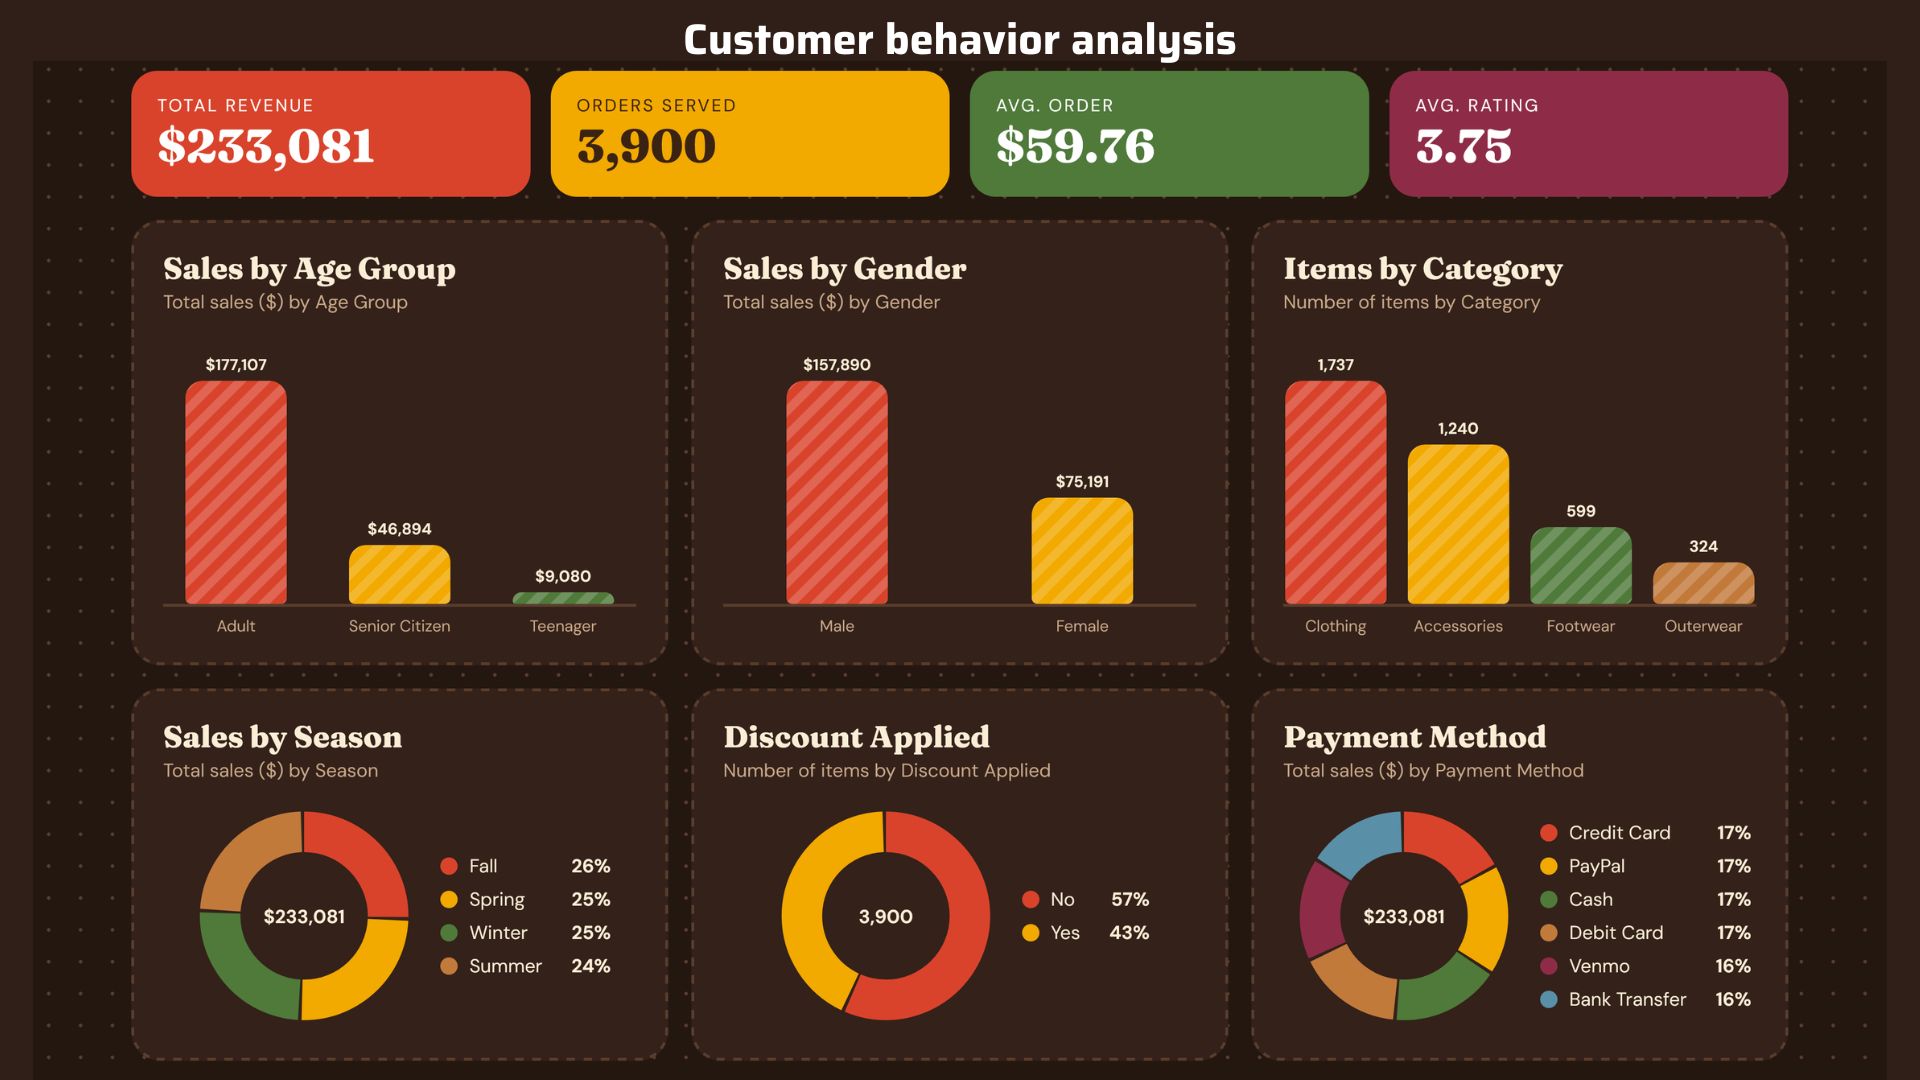 Customer behavior analysis
TOTAL REVENUE
$233,081
ORDERS SERVED
3,900
AVG. ORDER
$59.76
AVG. RATING
3.75
Sales by Age Group
Total sales ($) by Age Group
$177,107
$46,894
$9,080
Adult
Senior Citizen
Teenager
Sales by Gender
Total sales ($) by Gender
$157,890
$75,191
Male
Female
Items by Category
Number of items by Category
1,737
1,240
599
324
Clothing
Accessories
Footwear
Outerwear
Sales by Season
Total sales ($) by Season
$233,081
Fall 26%
Spring 25%
Winter 25%
Summer 24%
Discount Applied
Number of items by Discount Applied
3,900
No 57%
Yes 43%
Payment Method
Total sales ($) by Payment Method
$233,081
Credit Card 17%
PayPal 17%
Cash 17%
Debit Card 17%
Venmo 16%
Bank Transfer 16%